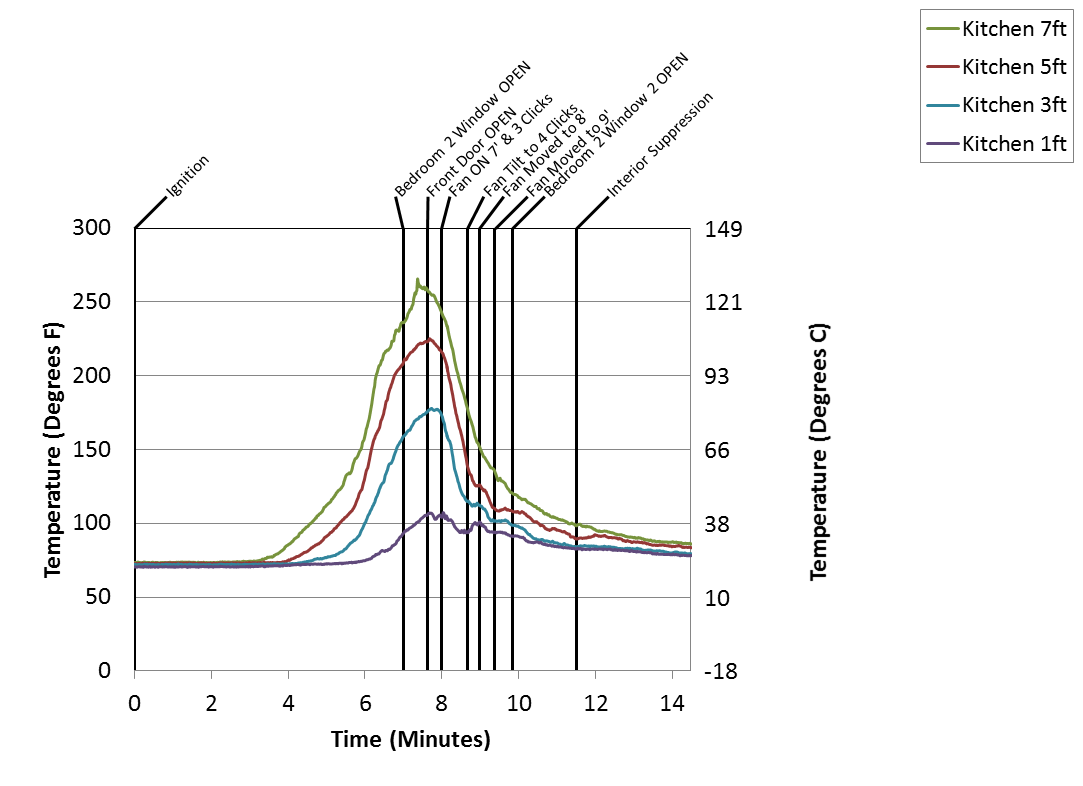 Kitchen 7ft
Kitchen 5ft
Kitchen 3ft
Kitchen 1ft
Ignition
Bedroom 2 Window OPEN
Front Door OPEN
Fan ON 7' & 3 Clicks
Fan Tilt to 4 Clicks
Fan Moved to 8'
Fan Moved to 9'
Bedroom 2 Window 2 OPEN
Interior Suppression
300
250
200
150
100
50
0
Temperature (Degrees F)
149
121
93
66
38
10
-18
Temperature (Degrees C)
0 2 4 6 8 10 12 14
Time (Minutes)